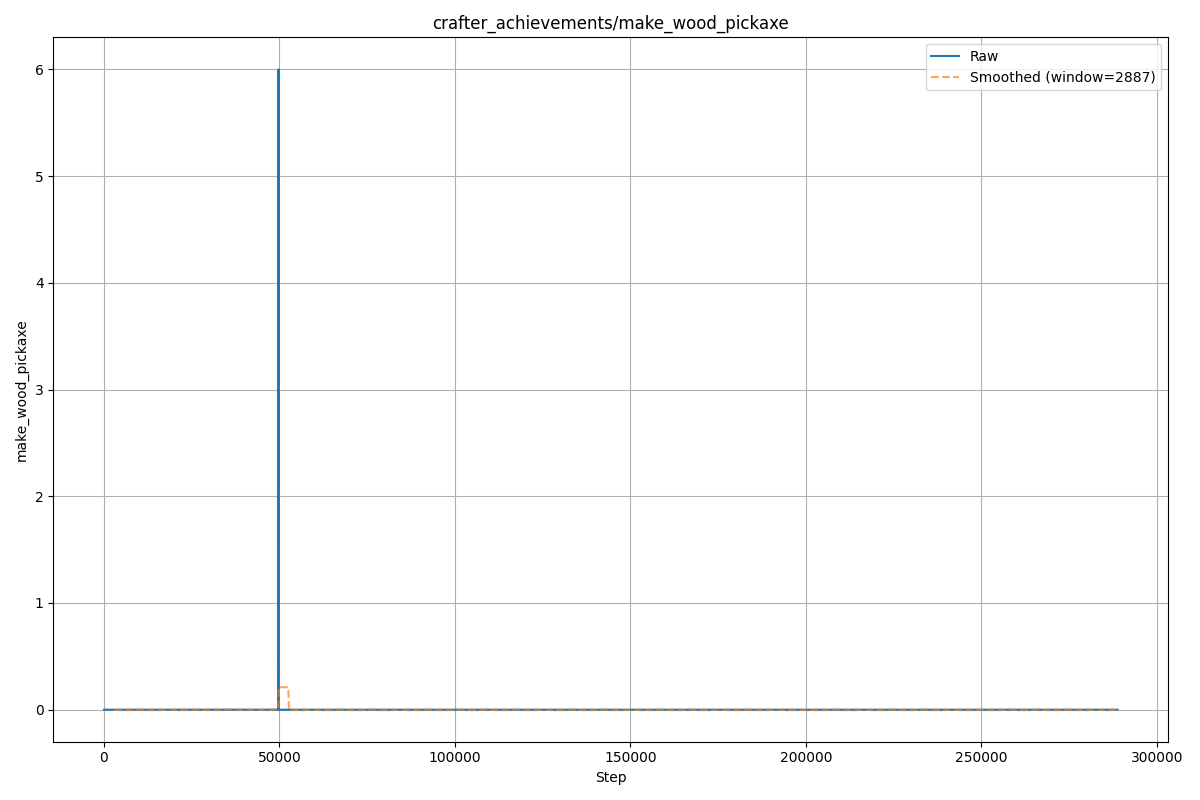 crafter_achievements/make_wood_pickaxe
Raw
Smoothed (window=2887)
make_wood_pickaxe
6
5
4
3
2
1
0
0 50000 100000 150000 200000 250000 300000
Step